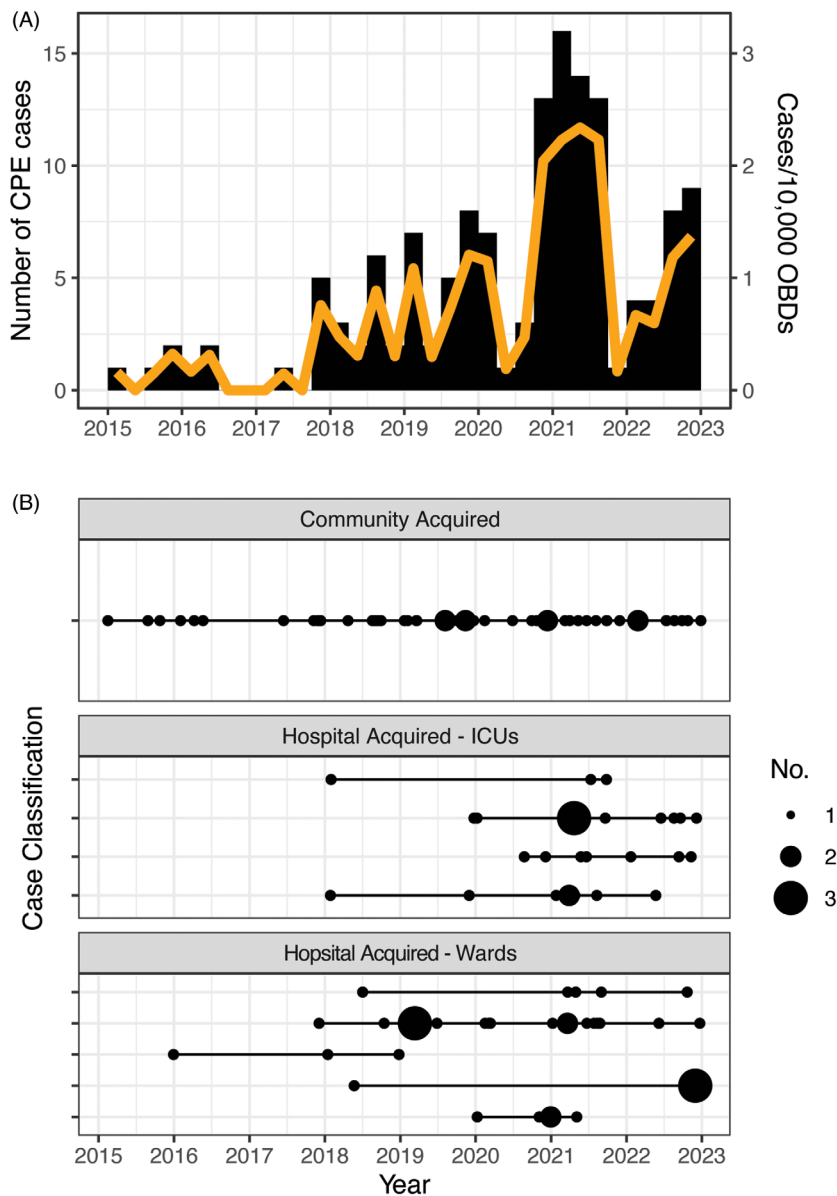 (A)
Number of CPE cases
15
10
5
0
Cases/10,000 OBDs
3
2
1
0
2015 2016 2017 2018 2019 2020 2021 2022 2023
(B)
Case Classification
Community Acquired
Hospital Acquired - ICUs
Hopsital Acquired - Wards
No.
1
2
3
2015 2016 2017 2018 2019 2020 2021 2022 2023
Year